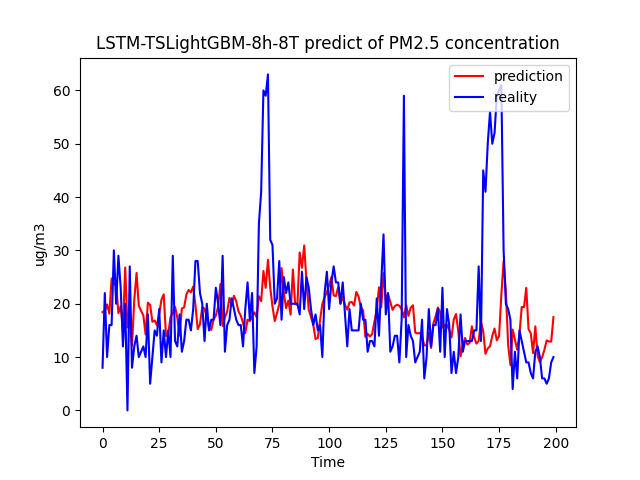 LSTM-TSLightGBM-8h-8T predict of PM2.5 concentration
prediction
reality
ug/m3
60
50
40
30
20
10
0
0 25 50 75 100 125 150 175 200
Time